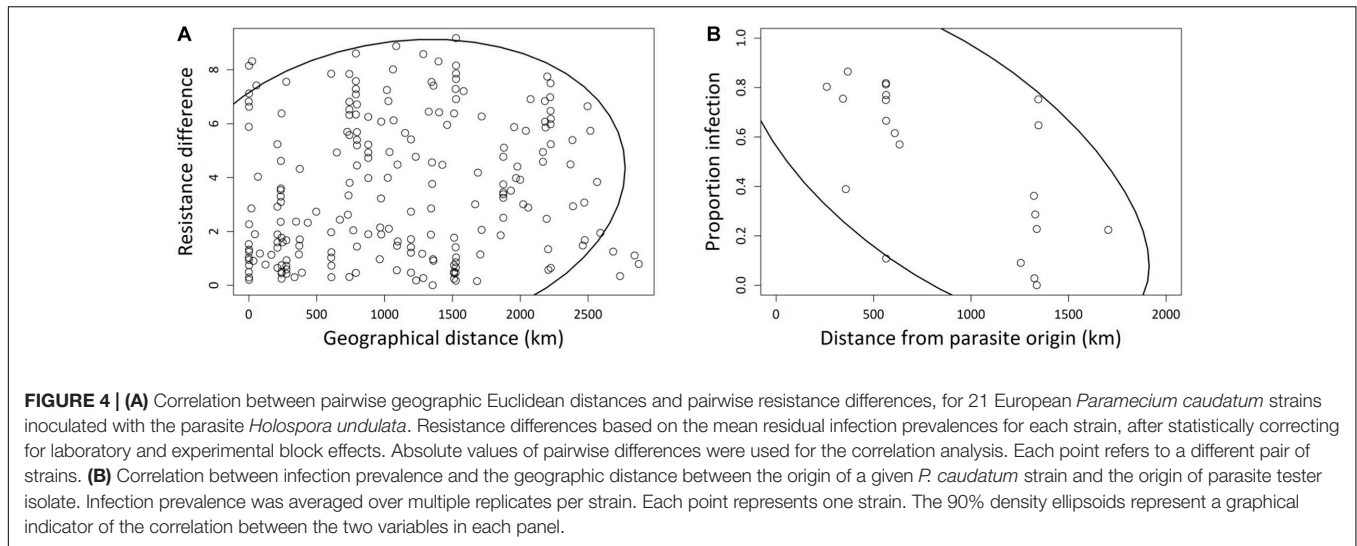 A
Resistance difference
8
6
4
2
0
0 500 1000 1500 2000 2500
Geographical distance (km)
B
Proportion infection
1.0
0.8
0.6
0.4
0.2
0.0
0 500 1000 1500 2000
Distance from parasite origin (km)
FIGURE 4 | (A) Correlation between pairwise geographic Euclidean distances and pairwise resistance differences, for 21 European Paramecium caudatum strains
inoculated with the parasite Holospora undulata. Resistance differences based on the mean residual infection prevalences for each strain, after statistically correcting
for laboratory and experimental block effects. Absolute values of pairwise differences were used for the correlation analysis. Each point refers to a different pair of
strains. (B) Correlation between infection prevalence and the geographic distance between the origin of a given P. caudatum strain and the origin of parasite tester
isolate. Infection prevalence was averaged over multiple replicates per strain. Each point represents one strain. The 90% density ellipsoids represent a graphical
indicator of the correlation between the two variables in each panel.